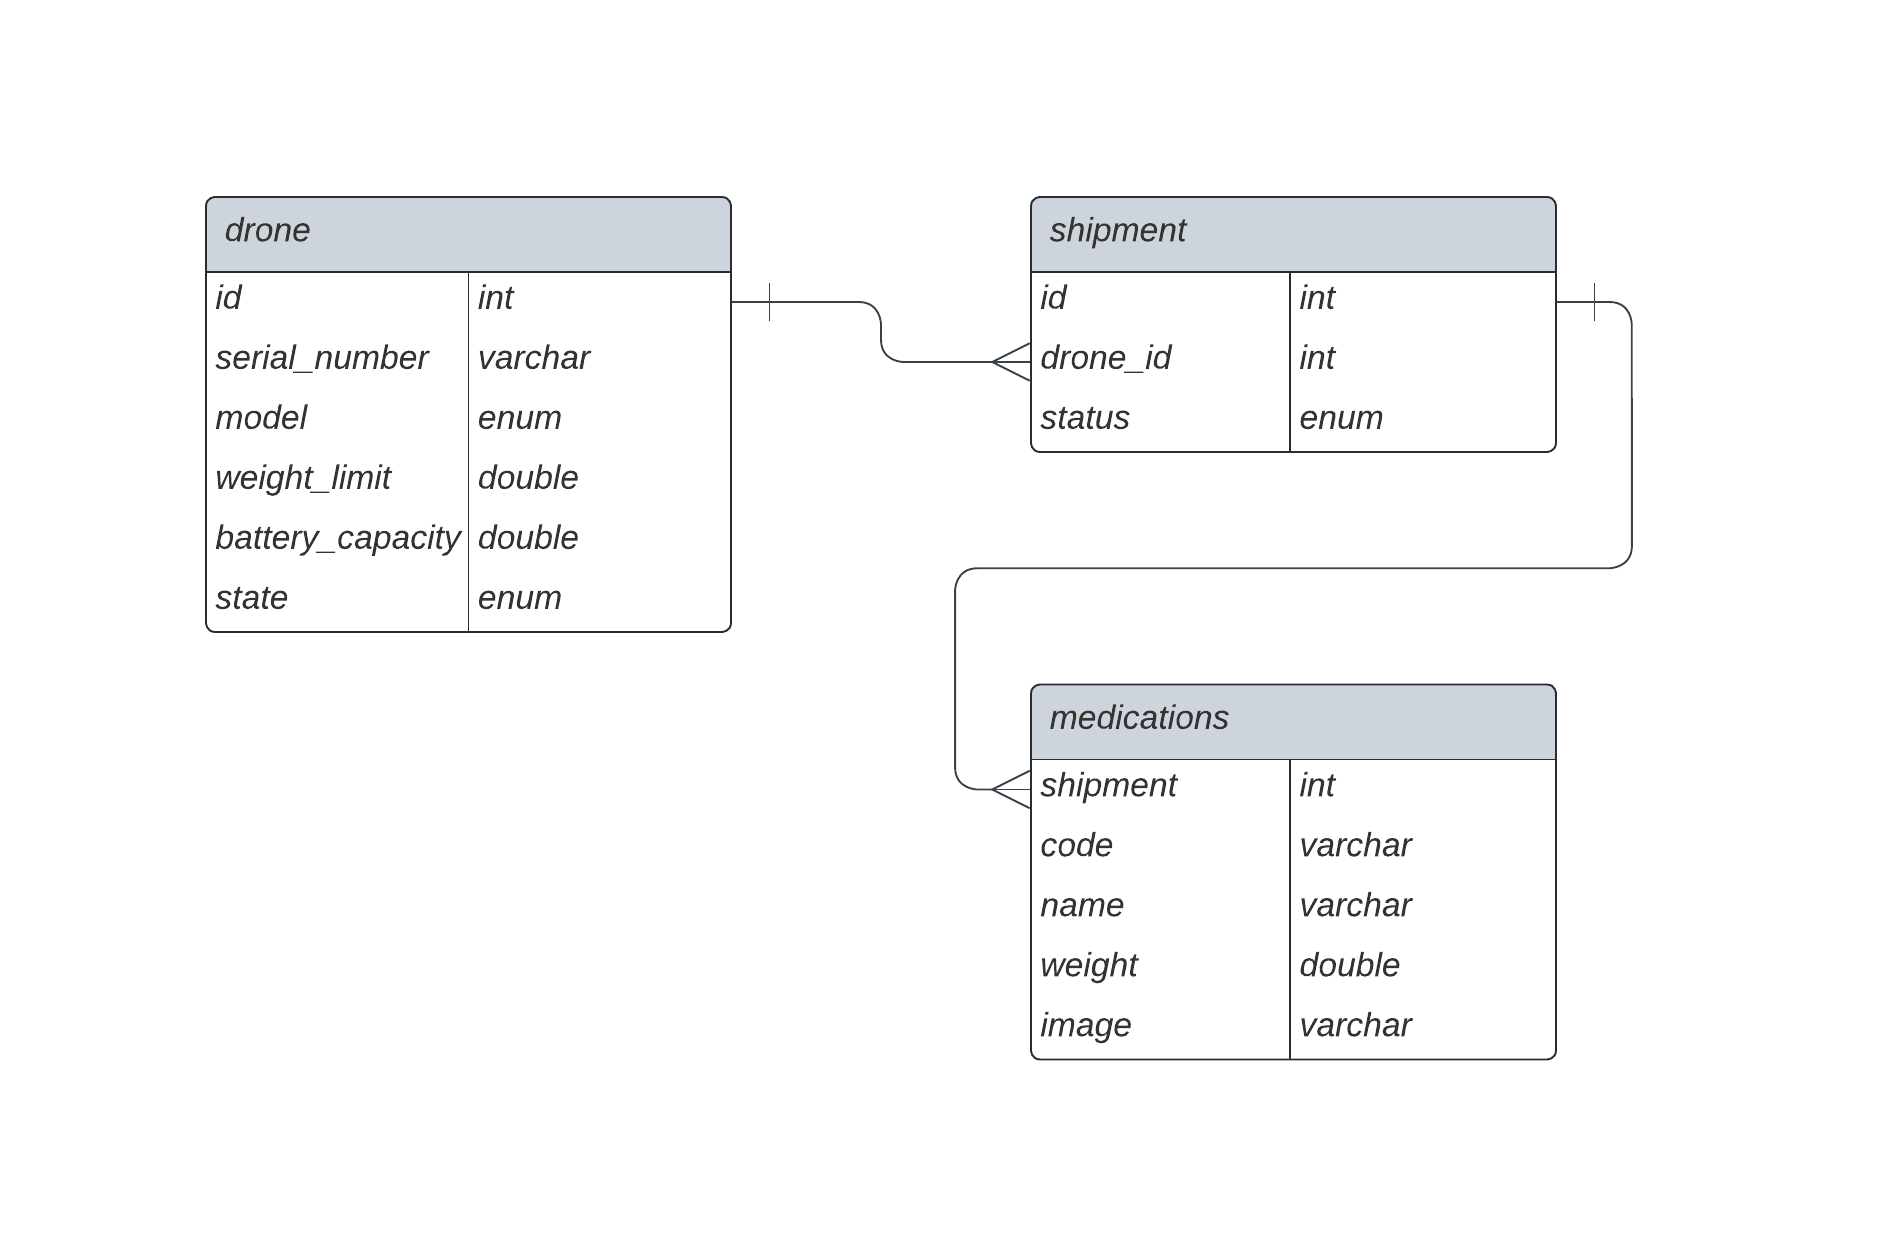 drone
id int
serial_number varchar
model enum
weight_limit double
battery_capacity double
state enum
shipment
id int
drone_id int
status enum
medications
shipment int
code varchar
name varchar
weight double
image varchar